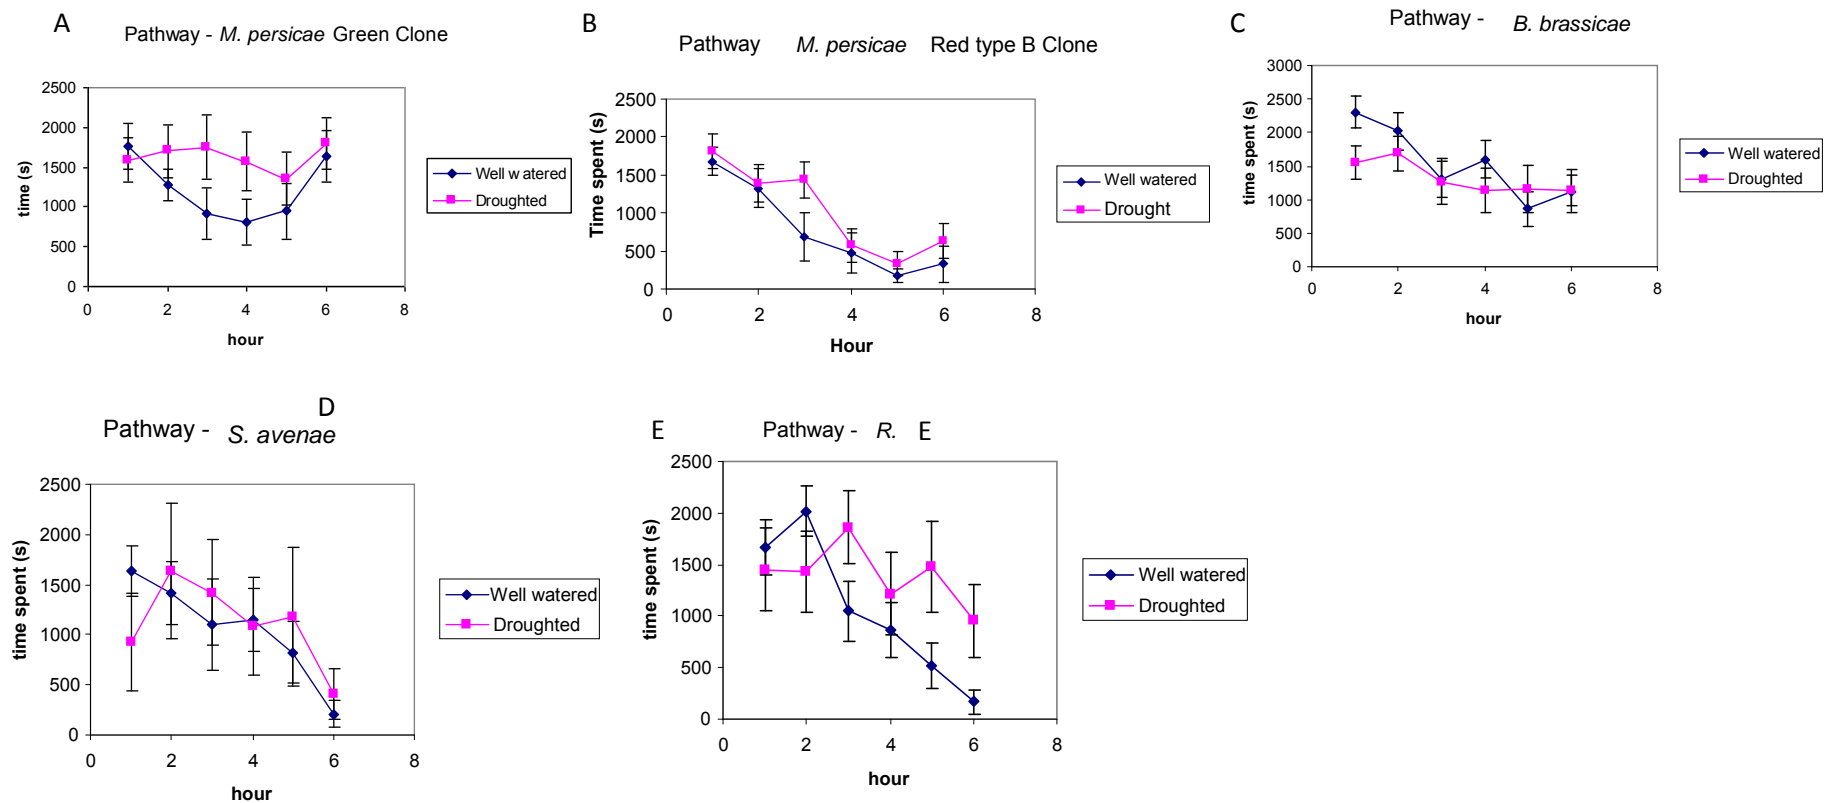 A
Pathway - M. persicae Green Clone
2500
2000
1500
1000
500
0
time (s)
0 2 4 6 8
hour
Well watered
Droughted
B
Pathway M. persicae Red type B Clone
2500
2000
1500
1000
500
0
Time spent (s)
0 2 4 6 8
Hour
Well watered
Drought
C
Pathway - B. brassicae
3000
2500
2000
1500
1000
500
0
time spent (s)
0 2 4 6 8
hour
Well watered
Droughted
D
Pathway - S. avenae
2500
2000
1500
1000
500
0
time spent (s)
0 2 4 6 8
hour
Well watered
Droughted
E Pathway - R. E
2500
2000
1500
1000
500
0
time spent (s)
0 2 4 6 8
hour
Well watered
Droughted